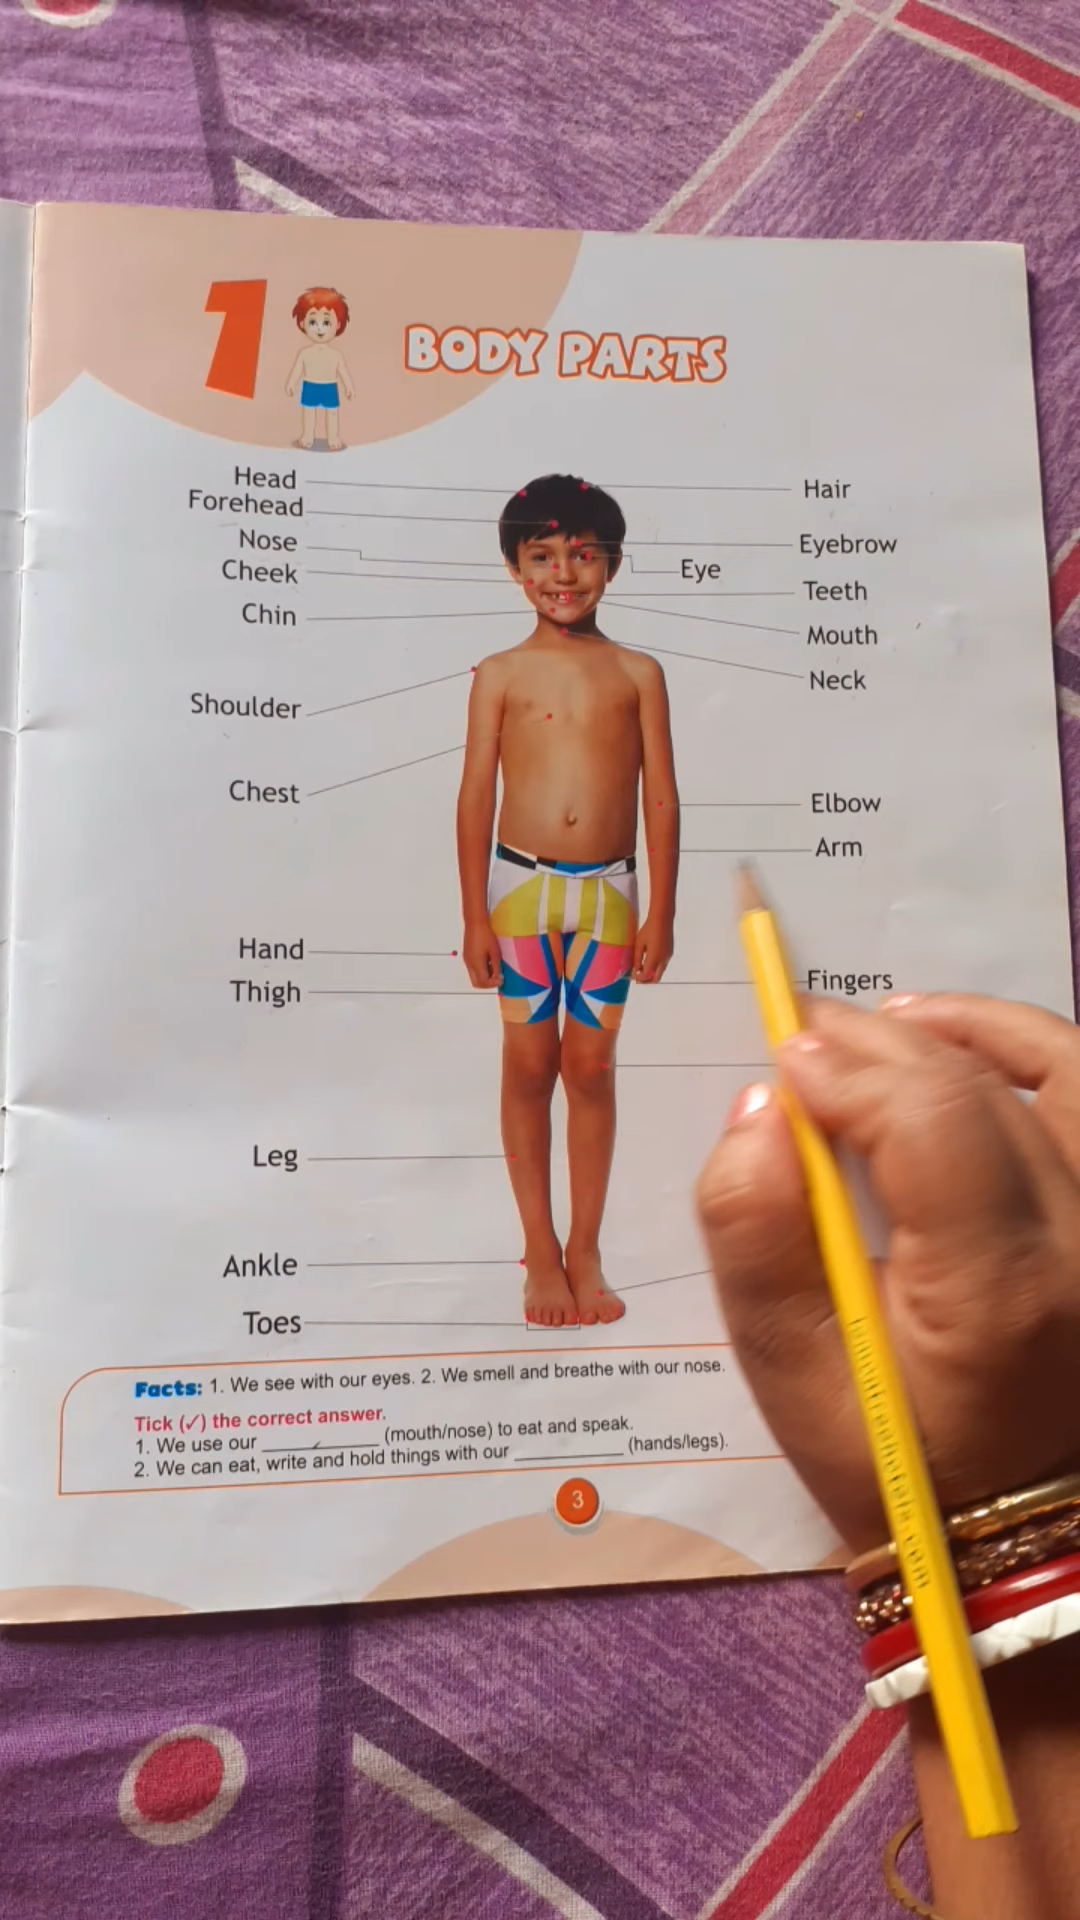 1
BODY PARTS
Head
Forehead
Nose
Cheek
Chin
Shoulder
Chest
Hand
Thigh
Leg
Ankle
Toes
Hair
Eyebrow
Eye
Teeth
Mouth
Neck
Elbow
Arm
Fingers
Facts: 1. We see with our eyes. 2. We smell and breathe with our nose.
Tick (✓) the correct answer.
1. We use our __________ (mouth/nose) to eat and speak.
2. We can eat, write and hold things with our __________ (hands/legs).
3